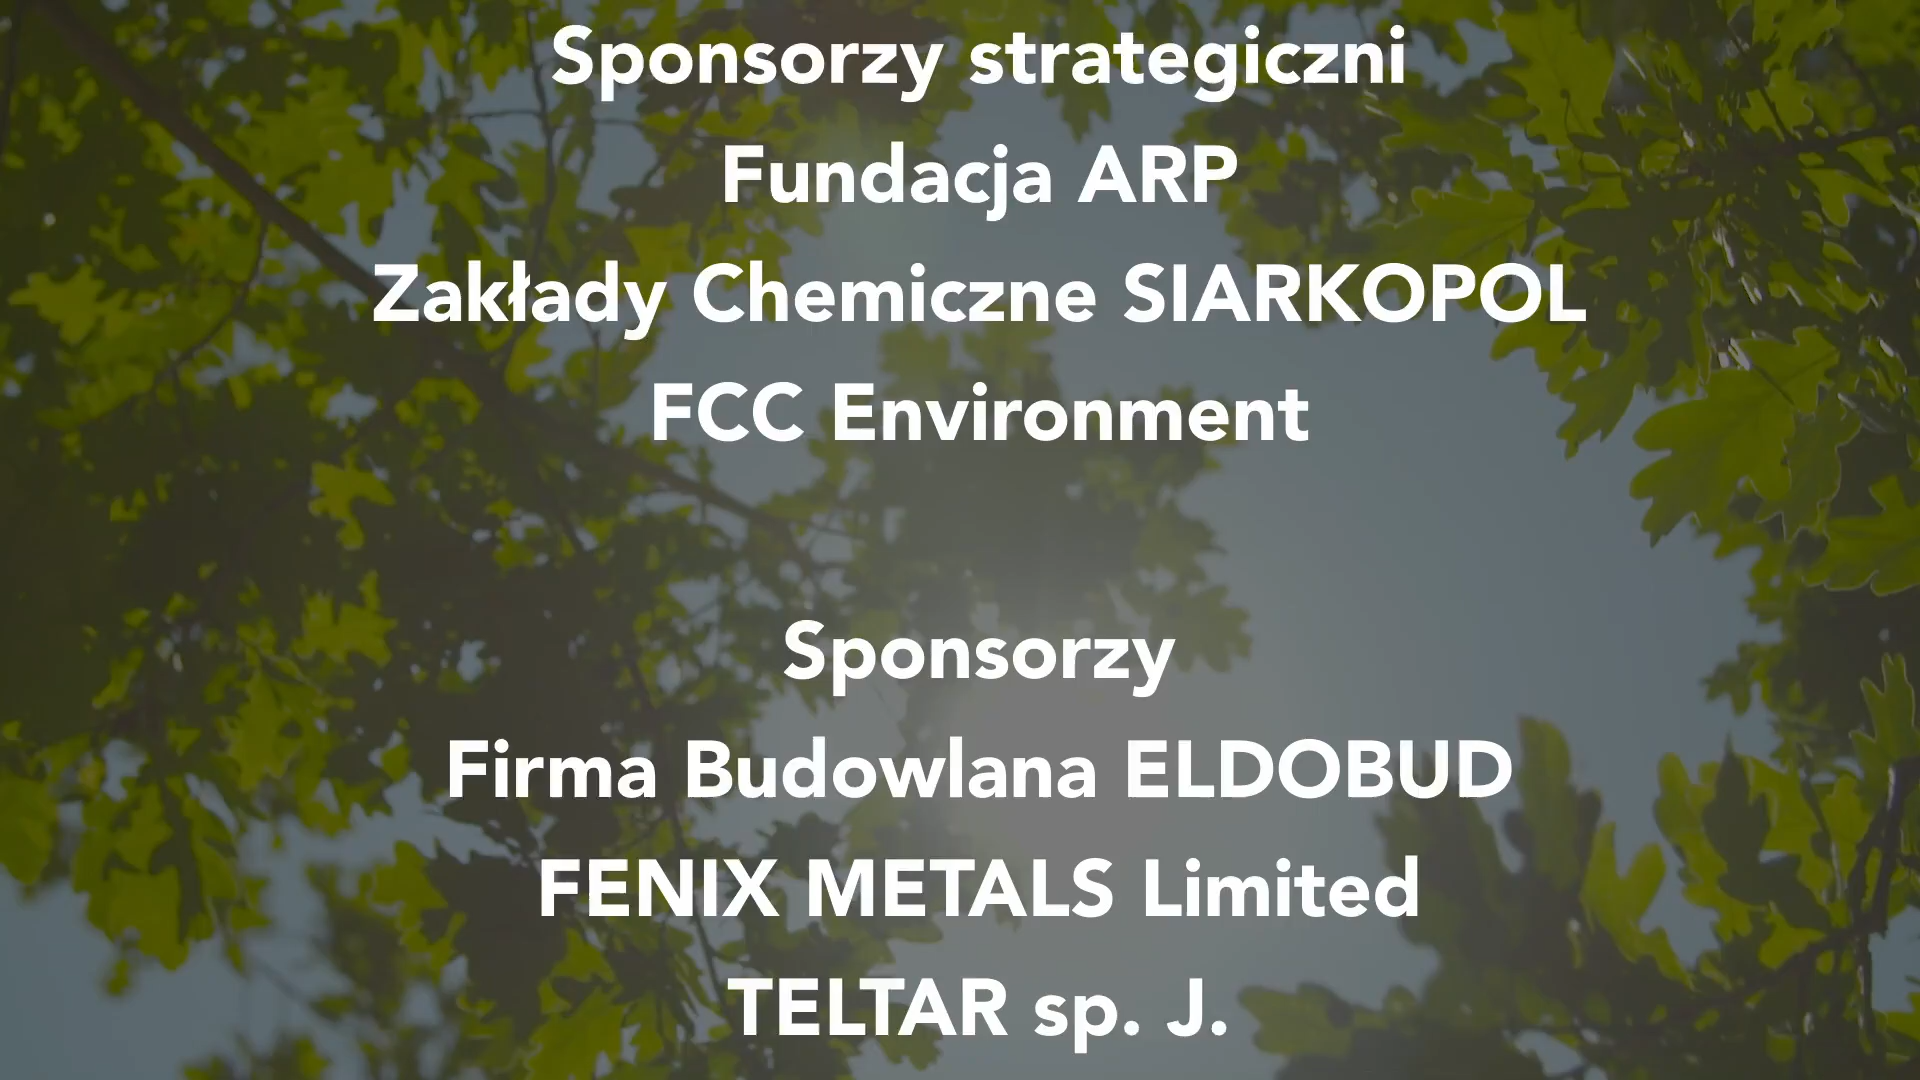 Sponsorzy strategiczni
Fundacja ARP
Zakłady Chemiczne SIARKOPOL
FCC Environment
Sponsorzy
Firma Budowlana ELDOBUD
FENIX METALS Limited
TELTAR sp. J.